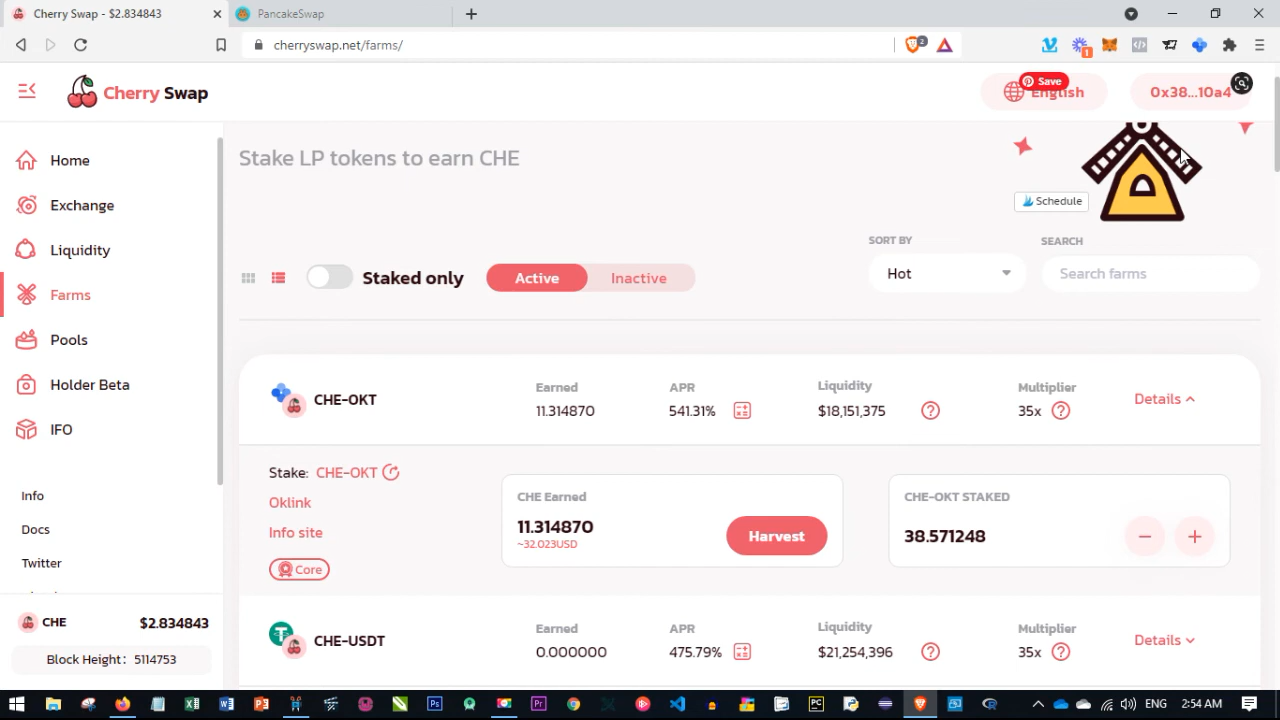 Cherry Swap - $2.834843
PancakeSwap
cherryswap.net/farms/
2
1
Cherry Swap
Save
English
0x38...10a4
Home
Exchange
Liquidity
Farms
Pools
Holder Beta
IFO
Info
Docs
Twitter
CHE $2.834843
Block Height: 5114753
Stake LP tokens to earn CHE
Schedule
SORT BY
SEARCH
Staked only
Active
Inactive
Hot
Search farms
CHE-OKT
Earned
11.314870
APR
541.31%
Liquidity
$18,151,375
Multiplier
35x
Details
Stake: CHE-OKT
Oklink
Info site
Core
CHE Earned
11.314870
~32.023USD
Harvest
CHE-OKT STAKED
38.571248
CHE-USDT
Earned
0.000000
APR
475.79%
Liquidity
$21,254,396
Multiplier
35x
Details
ENG
2:54 AM